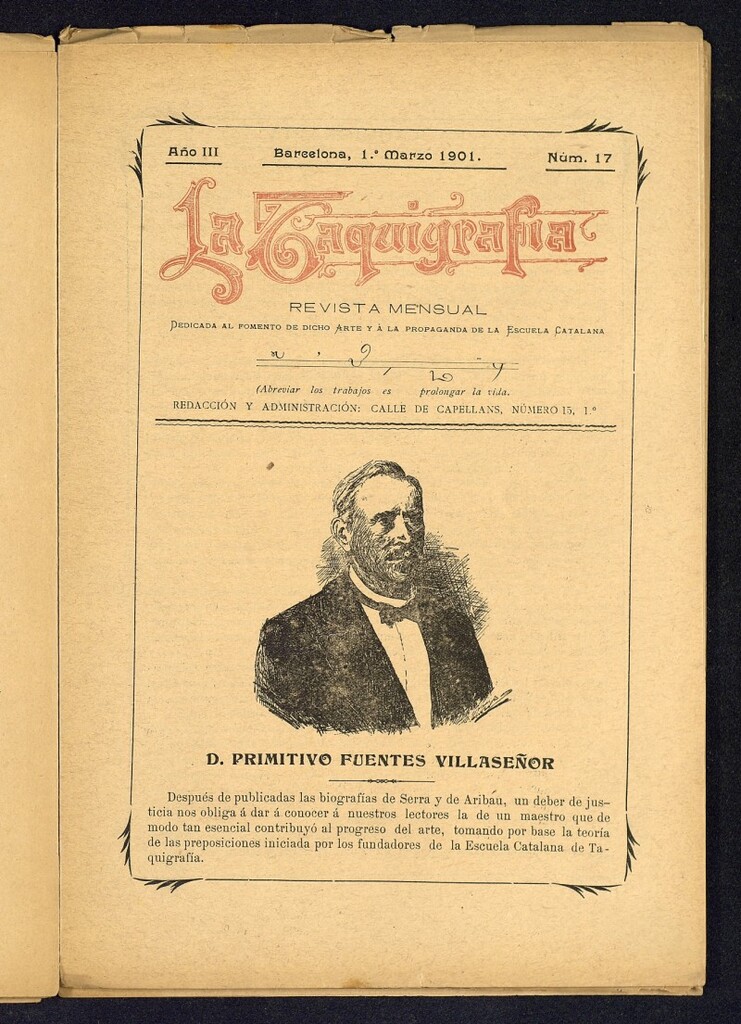 Año III
Barcelona, 1.º Marzo 1901.
Núm. 17
La Taquigrafía
REVISTA MENSUAL
DEDICADA AL FOMENTO DE DICHO ARTE Y Á LA PROPAGANDA DE LA ESCUELA CATALANA
(Abreviar los trabajos es prolongar la vida.
REDACCIÓN Y ADMINISTRACIÓN: CALLE DE CAPELLANS, NÚMERO 15, 1.º
D. PRIMITIVO FUENTES VILLASEÑOR
Después de publicadas las biografías de Serra y de Aribau, un deber de jus-
ticia nos obliga á dar á conocer á nuestros lectores la de un maestro que de
modo tan esencial contribuyó al progreso del arte, tomando por base la teoría
de las preposiciones iniciada por los fundadores de la Escuela Catalana de Ta-
quigrafía.